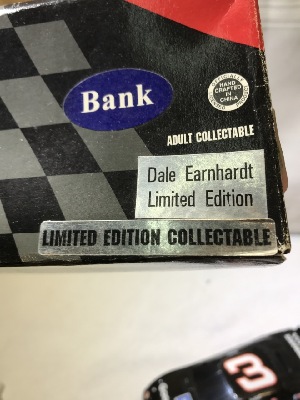 Bank
HAND
CRAFTED
IN
CHINA
ADULT COLLECTABLE
Dale Earnhardt
Limited Edition
LIMITED EDITION COLLECTABLE
3